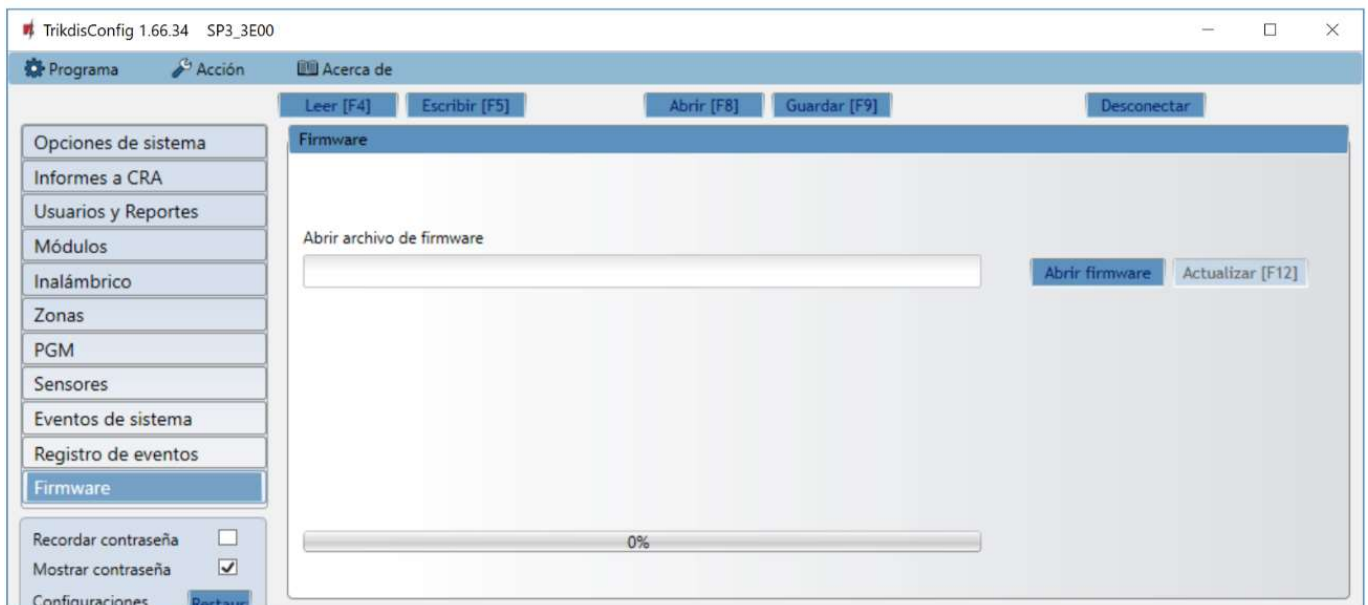 TrikdisConfig 1.66.34 SP3_3E00
Programa Acción Acerca de
Leer [F4] Escribir [F5] Abrir [F8] Guardar [F9] Desconectar
Opciones de sistema
Informes a CRA
Usuarios y Reportes
Módulos
Inalámbrico
Zonas
PGM
Sensores
Eventos de sistema
Registro de eventos
Firmware
Recordar contraseña
Mostrar contraseña
Configuraciones
Firmware
Abrir archivo de firmware
Abrir firmware Actualizar [F12]
0%